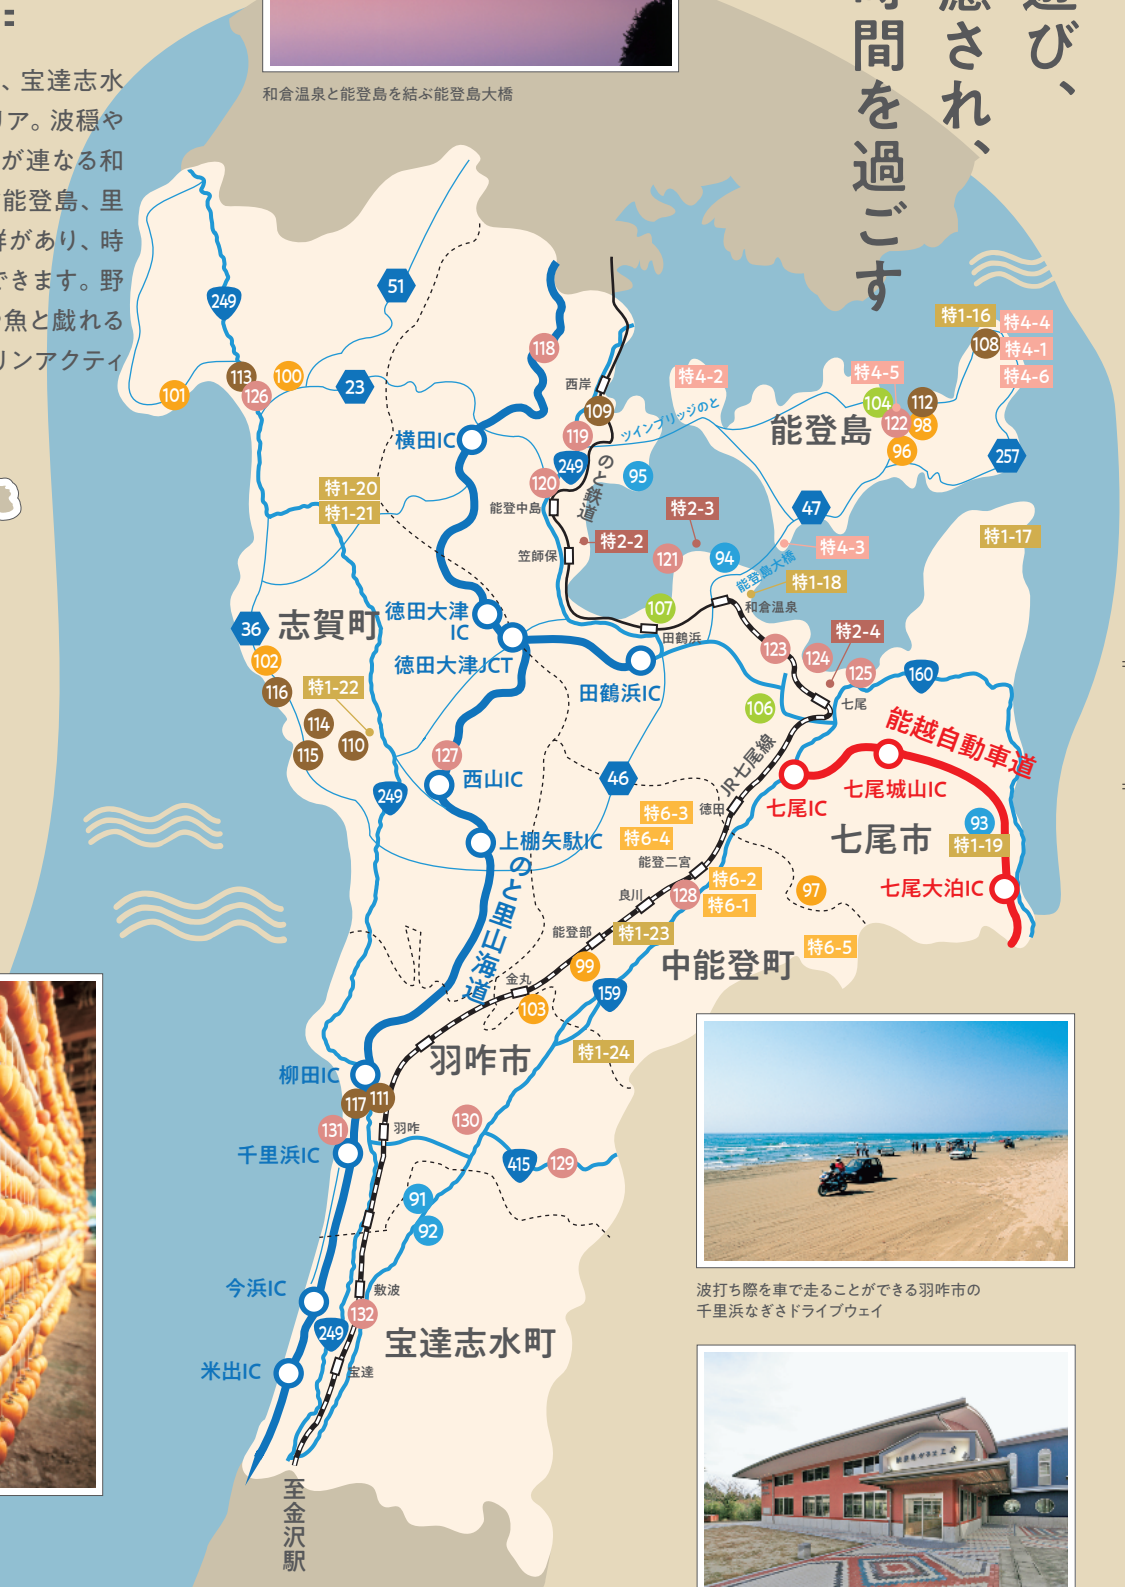 、宝達志水
リア。波穏や
が連なる和
能登島、里
群があり、時
できます。野
魚と戯れる
リンアクティ
遊び、
癒され、
時間を過ごす
和倉温泉と能登島を結ぶ能登島大橋
249
51
118
113
100
101
126
23
西岸
109
119
横田IC
249
120
のと鉄道
95
能登中島
ツインブリッジのと
特4-2
特1-16
特4-4
108
特4-1
特4-6
特4-5
104
112
122
98
能登島
96
257
47
特1-20
特1-21
特2-3
特2-2
笠師保
121
94
特4-3
能登島大橋
特1-18
特1-17
107
和倉温泉
田鶴浜
36
志賀町
徳田大津
IC
徳田大津JCT
田鶴浜IC
102
116
特1-22
114
115
110
特2-4
123
124
125
160
106
七尾
能越自動車道
JR七尾線
七尾IC
七尾城山IC
127
西山IC
249
46
徳田
特6-3
特6-4
七尾市
93
特1-19
上棚矢駄IC
のと里山海道
能登二宮
特6-2
特6-1
128
良川
97
七尾大泊IC
能登部
特1-23
中能登町
特6-5
99
金丸
103
159
羽咋市
特1-24
柳田IC
117
111
131
羽咋
130
千里浜IC
415
129
91
92
今浜IC
敷波
132
249
宝達志水町
米出IC
宝達
至金沢駅
波打ち際を車で走ることができる羽咋市の
千里浜なぎさドライブウェイ